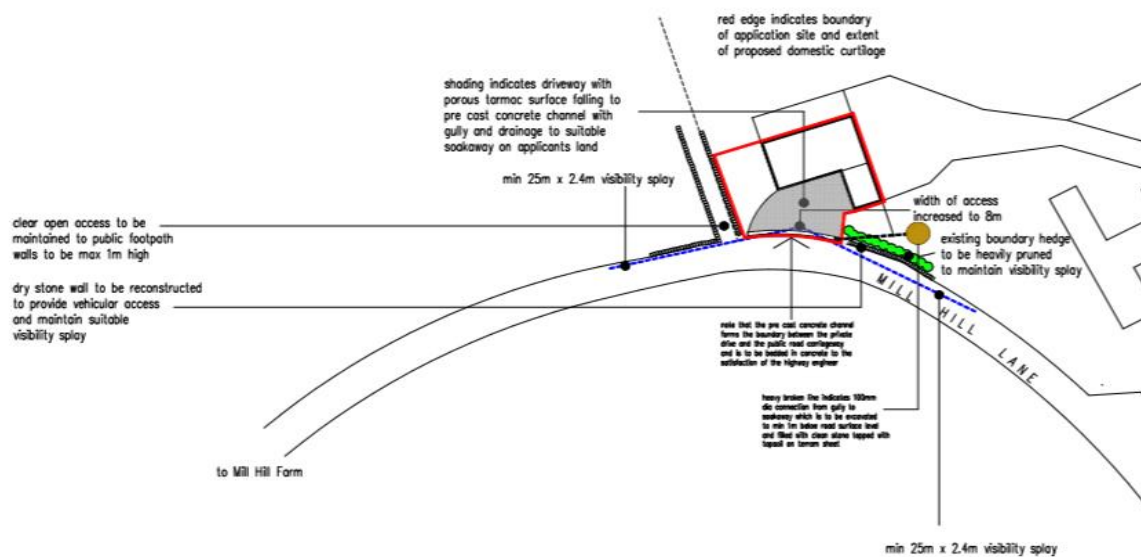 red edge indicates boundary
of application site and extent
of proposed domestic curtilage
shading indicates driveway with
porous tarmac surface falling to
pre cast concrete channel with
gully and drainage to suitable
soakaway on applicants land
min 25m x 2.4m visibility splay
clear open access to be
maintained to public footpath
walls to be max 1m high
width of access
increased to 8m
existing boundary hedge
to be heavily pruned
to maintain visibility splay
dry stone wall to be reconstructed
to provide vehicular access
and maintain suitable
visibility splay
MILL HILL LANE
note that the pre cast concrete channel
forms the boundary between the private
drive and the public road carriageway
and is to be bedded in concrete to the
satisfaction of the highway engineer
heavy broken line indicates 100mm
dia connection from gully to
soakaway which is to be excavated
to min 1m below road surface level
and filled with clean stone topped with
topsoil on terram sheet
to Mill Hill Farm
min 25m x 2.4m visibility splay